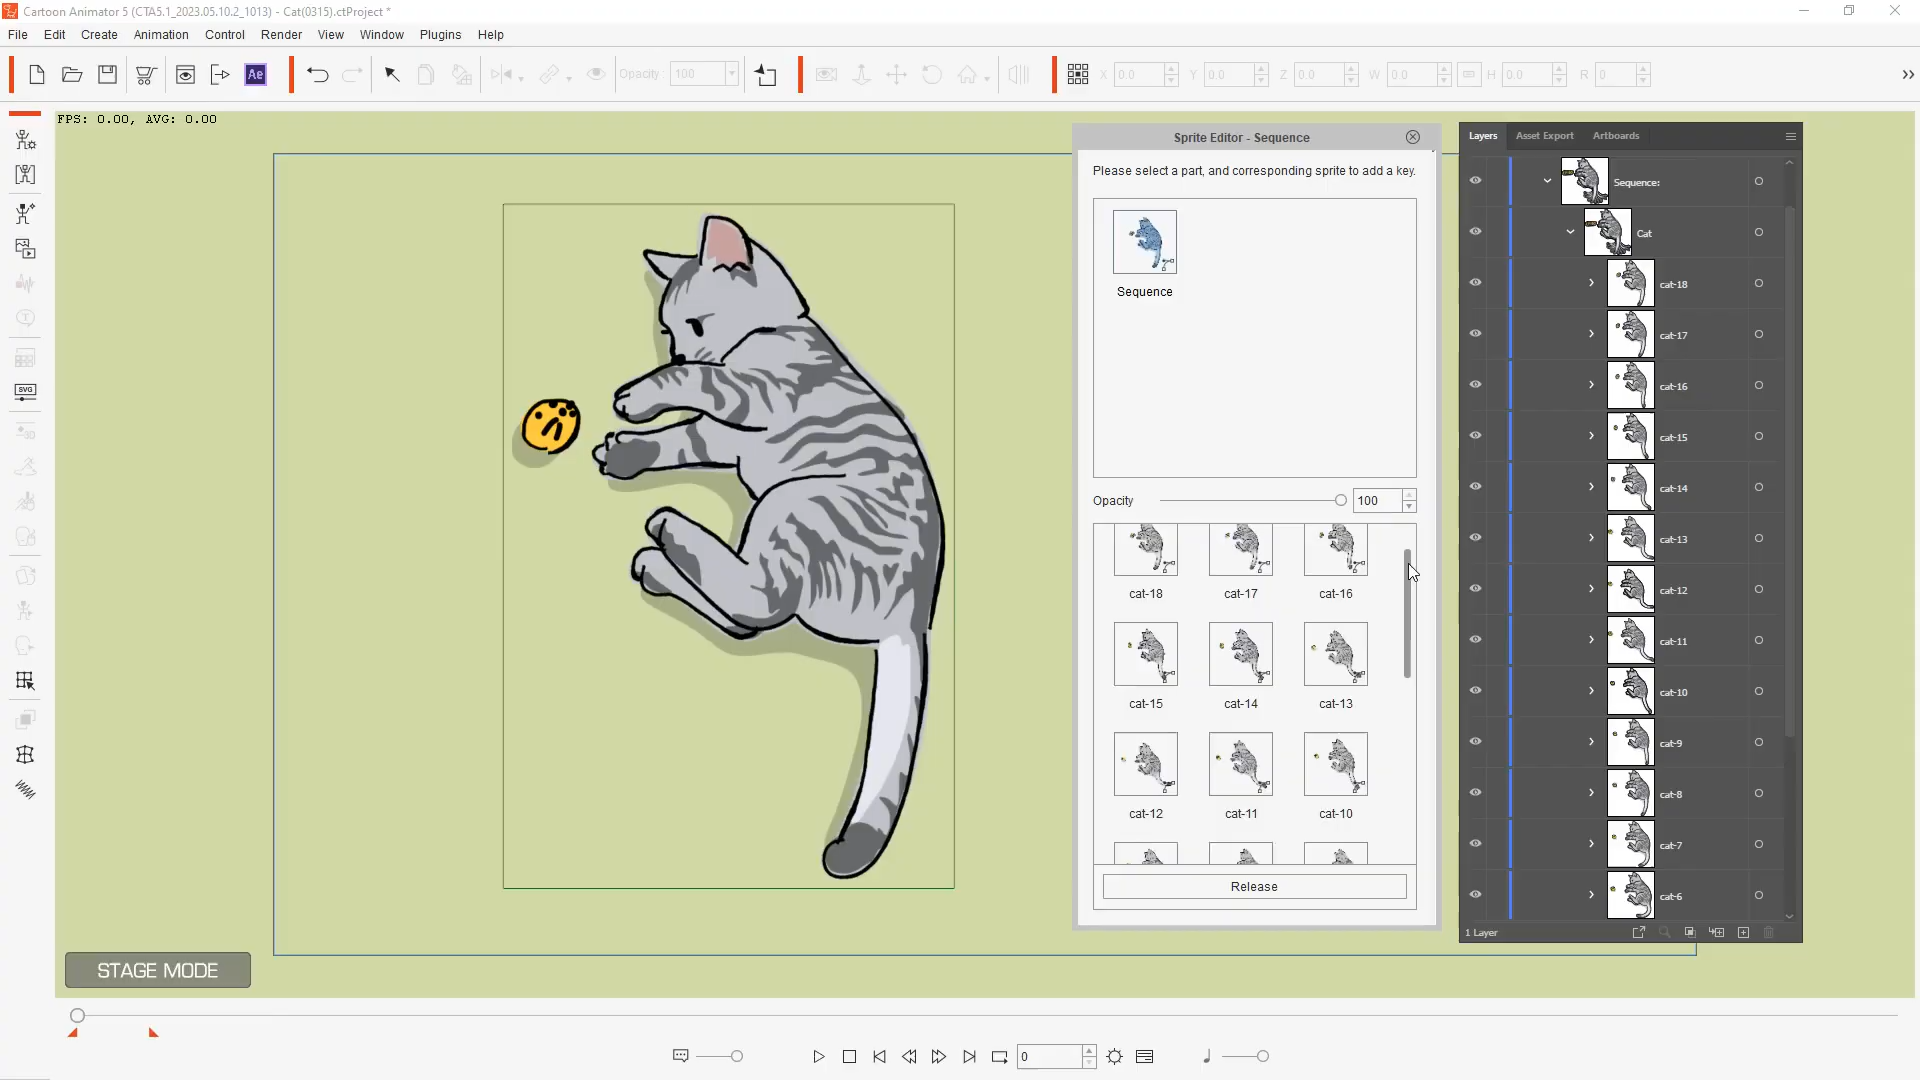 Cartoon Animator 5 (CTA5.1_2023.05.10.2_1013) - Cat(0315).ctProject *
File Edit Create Animation Control Render View Window Plugins Help
Ae Opacity : 100 X 0.0 Y 0.0 Z 0.0 W 0.0 H 0.0 R 0
FPS: 0.00, AVG: 0.00
SVG
STAGE MODE
Sprite Editor - Sequence
Please select a part, and corresponding sprite to add a key.
Sequence
Opacity 100
cat-18 cat-17 cat-16
cat-15 cat-14 cat-13
cat-12 cat-11 cat-10
Release
Layers Asset Export Artboards
Sequence:
Cat
cat-18
cat-17
cat-16
cat-15
cat-14
cat-13
cat-12
cat-11
cat-10
cat-9
cat-8
cat-7
cat-6
1 Layer
0